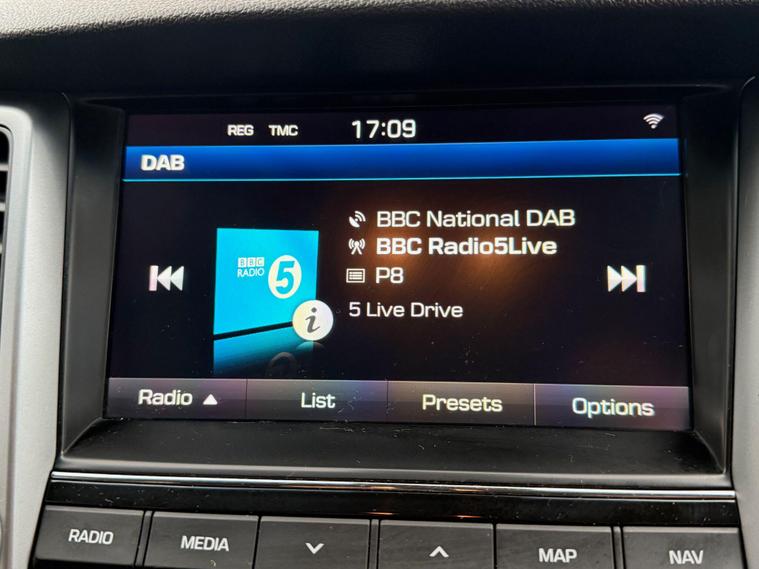 REG TMC 17:09
DAB
BBC National DAB
BBC Radio5Live
P8
5 Live Drive
BBC
RADIO 5
i
Radio List Presets Options
RADIO MEDIA MAP NAV